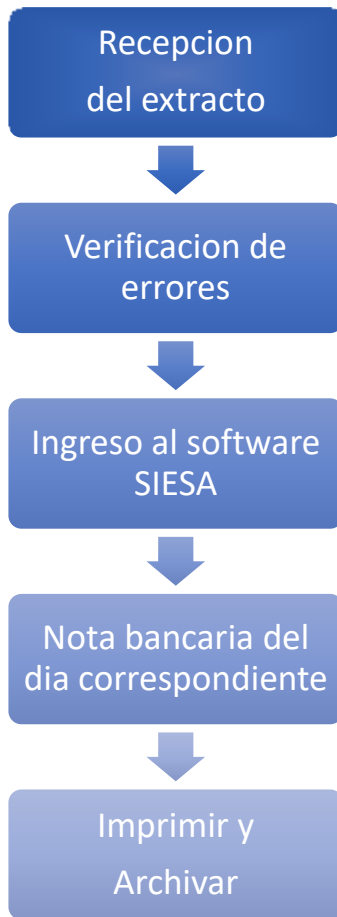 Recepcion
del extracto
Verificacion de
errores
Ingreso al software
SIESA
Nota bancaria del
dia correspondiente
Imprimir y
Archivar